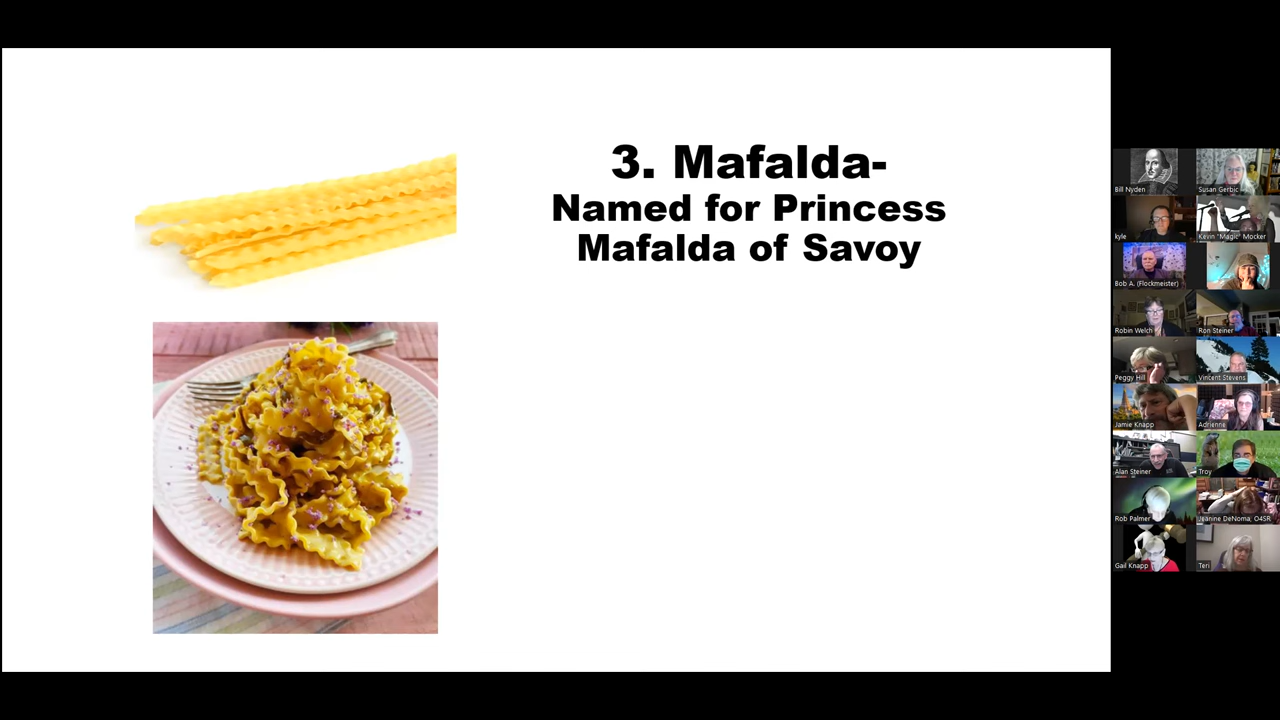 3. Mafalda-
Named for Princess
Mafalda of Savoy
Bill Nyden
Susan Gerbic
kyle
Kevin "Magic" Mocker
Bob A. (Flockmeister)
Robin Welch
Ron Steiner
Peggy Hill
Vincent Stevens
Jamie Knapp
Adrienne
Alan Steiner
Troy
Rob Palmer
Jeanine DeNoma, O4SR
Gail Knapp
Teri